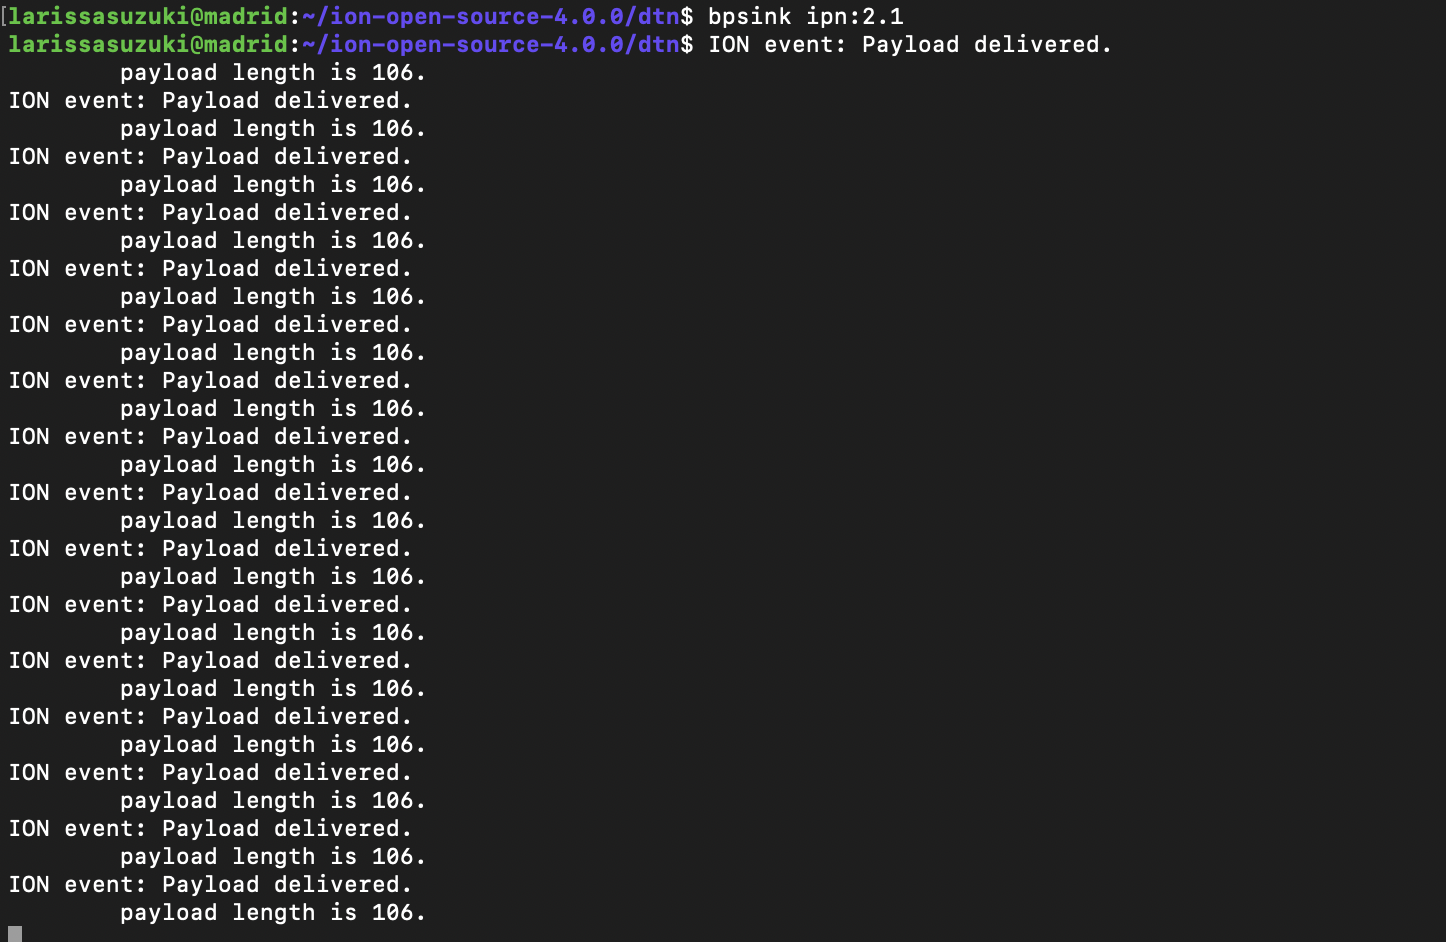 [larissasuzuki@madrid:~/ion-open-source-4.0.0/dtn$ bpsink ipn:2.1
larissasuzuki@madrid:~/ion-open-source-4.0.0/dtn$ ION event: Payload delivered.
        payload length is 106.
ION event: Payload delivered.
        payload length is 106.
ION event: Payload delivered.
        payload length is 106.
ION event: Payload delivered.
        payload length is 106.
ION event: Payload delivered.
        payload length is 106.
ION event: Payload delivered.
        payload length is 106.
ION event: Payload delivered.
        payload length is 106.
ION event: Payload delivered.
        payload length is 106.
ION event: Payload delivered.
        payload length is 106.
ION event: Payload delivered.
        payload length is 106.
ION event: Payload delivered.
        payload length is 106.
ION event: Payload delivered.
        payload length is 106.
ION event: Payload delivered.
        payload length is 106.
ION event: Payload delivered.
        payload length is 106.
ION event: Payload delivered.
        payload length is 106.
ION event: Payload delivered.
        payload length is 106.